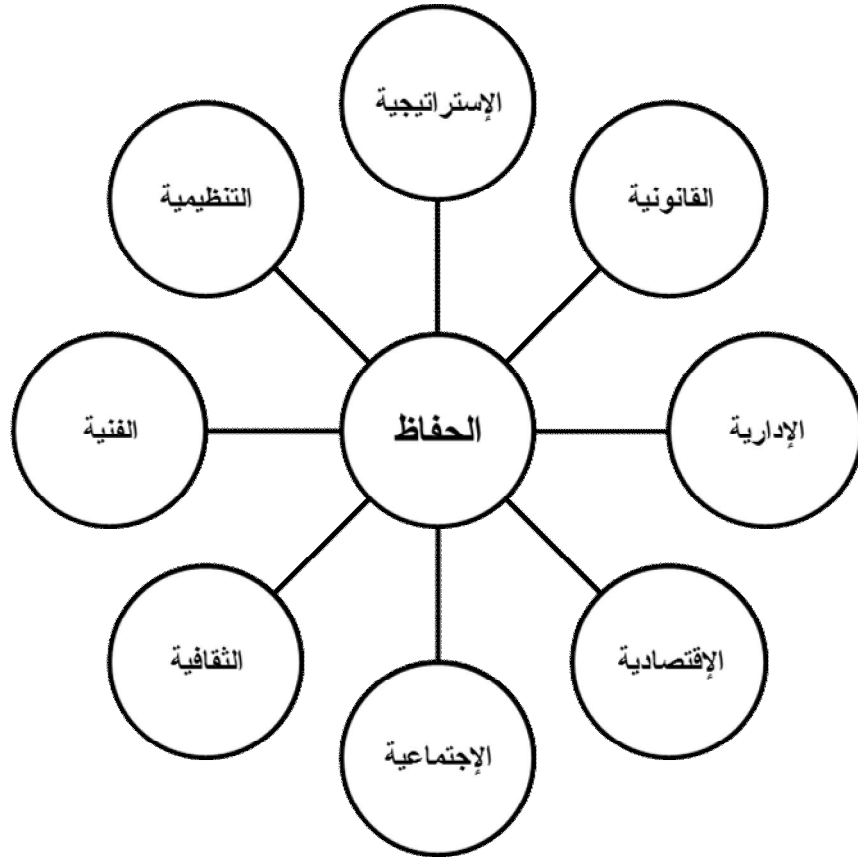 الإستراتيجية
القانونية
التنظيمية
الإدارية
الحفاظ
الفنية
الإقتصادية
الثقافية
الإجتماعية